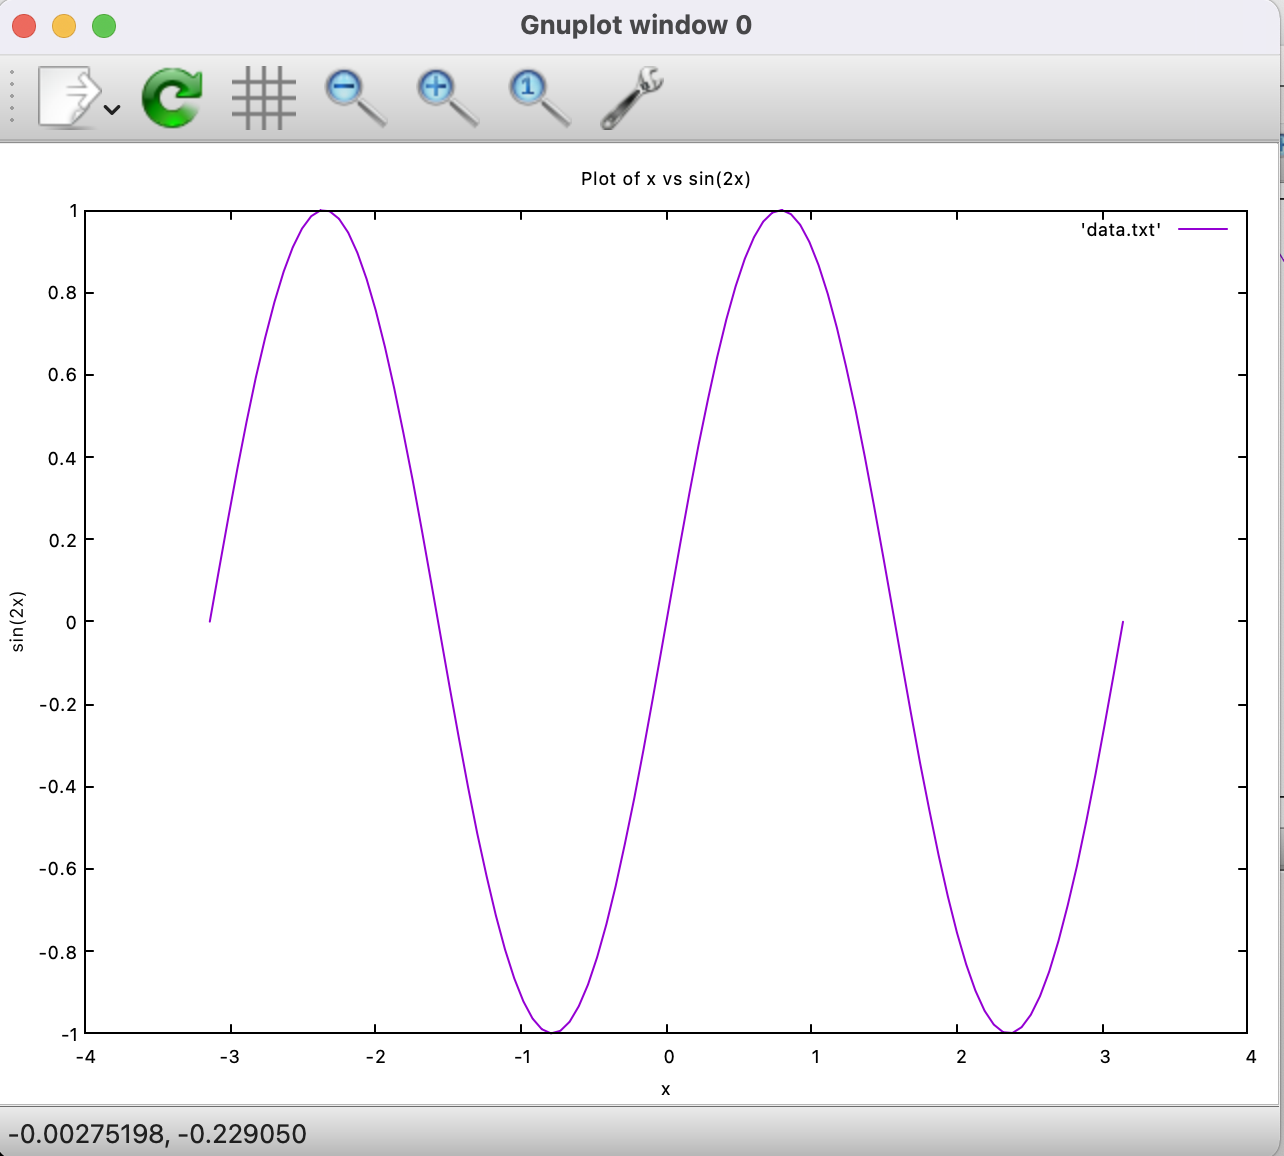 Gnuplot window 0
1
Plot of x vs sin(2x)
'data.txt'
1
0.8
0.6
0.4
0.2
0
-0.2
-0.4
-0.6
-0.8
-1
sin(2x)
-4 -3 -2 -1 0 1 2 3 4
x
-0.00275198, -0.229050